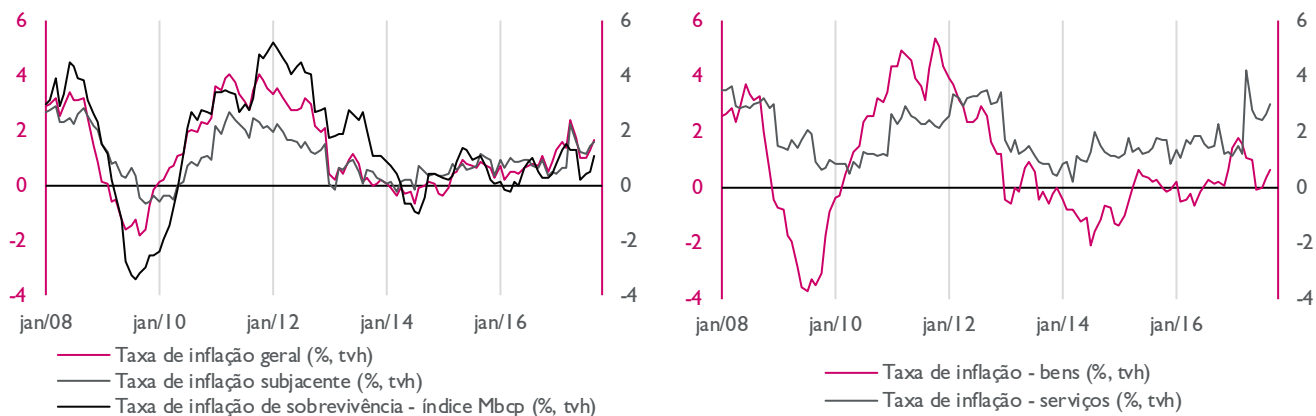 6
4
2
0
-2
-4
6
4
2
0
-2
-4
jan/08
jan/10
jan/12
jan/14
jan/16
Taxa de inflação geral (%, tvh)
Taxa de inflação subjacente (%, tvh)
Taxa de inflação de sobrevivência - índice Mbcp (%, tvh)
6
4
2
0
-2
-4
6
4
2
0
-2
-4
jan/08
jan/10
jan/12
jan/14
jan/16
Taxa de inflação - bens (%, tvh)
Taxa de inflação - serviços (%, tvh)